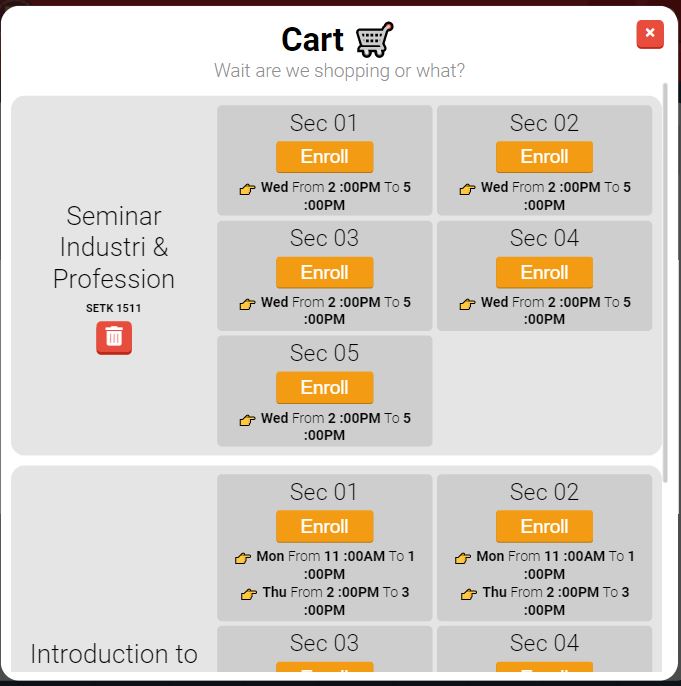 Cart
Wait are we shopping or what?
Seminar
Industri &
Profession
SETK 1511
Sec 01
Enroll
Wed From 2 :00PM To 5
:00PM
Sec 02
Enroll
Wed From 2 :00PM To 5
:00PM
Sec 03
Enroll
Wed From 2 :00PM To 5
:00PM
Sec 04
Enroll
Wed From 2 :00PM To 5
:00PM
Sec 05
Enroll
Wed From 2 :00PM To 5
:00PM
Introduction to
Sec 01
Enroll
Mon From 11 :00AM To 1
:00PM
Thu From 2 :00PM To 3
:00PM
Sec 02
Enroll
Mon From 11 :00AM To 1
:00PM
Thu From 2 :00PM To 3
:00PM
Sec 03
Sec 04